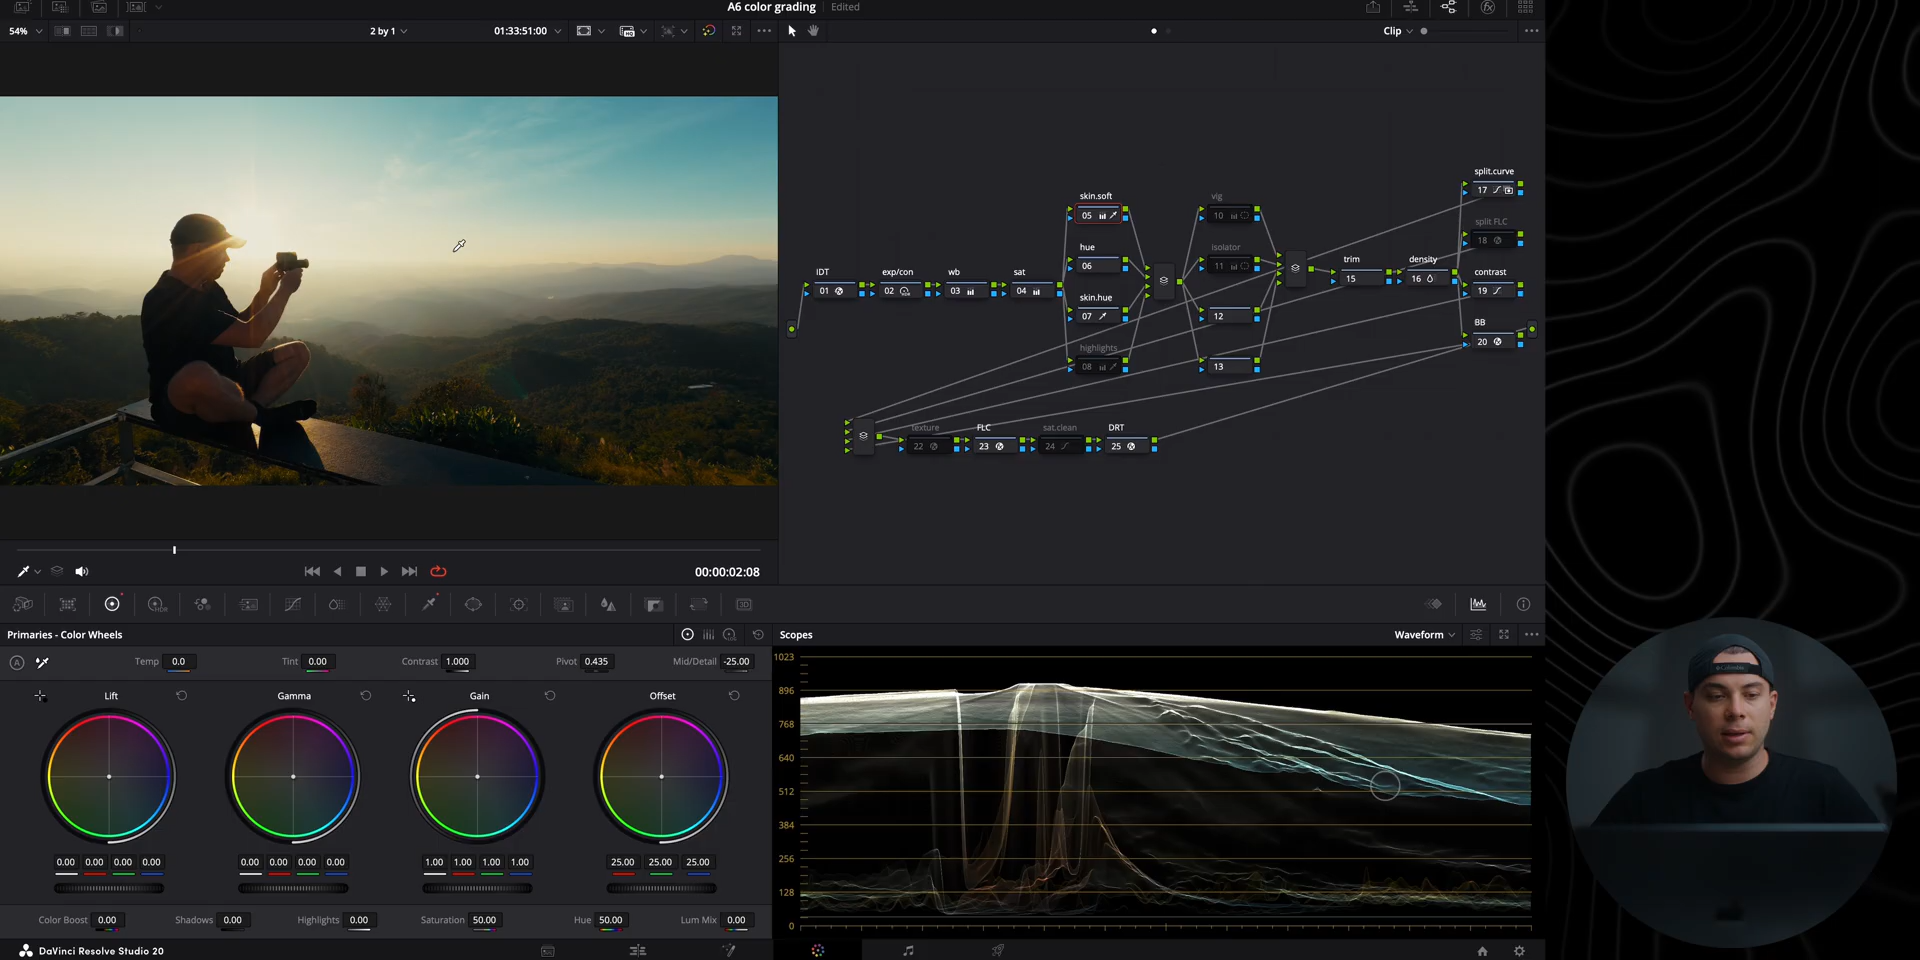 A6 color grading Edited
54% 2 by 1 01:33:51:00 Clip
split.curve
17
skin.soft vig split FLC
05 10 18
hue isolator trim density contrast
06 11 15 16 19
IDT exp/con wb sat
01 02 03 04
skin.hue
07 12
BB
20
highlights
08 13
texture FLC sat.clean DRT
22 23 24 25
00:00:02:08
HDR
3D
Primaries - Color Wheels
Scopes Waveform
A Temp 0.0 Tint 0.00 Contrast 1.000 Pivot 0.435 Mid/Detail -25.00
Lift Gamma Gain Offset
0.00 0.00 0.00 0.00 0.00 0.00 0.00 0.00 1.00 1.00 1.00 1.00 25.00 25.00 25.00
Color Boost 0.00 Shadows 0.00 Highlights 0.00 Saturation 50.00 Hue 50.00 Lum Mix 0.00
1023
896
768
640
512
384
256
128
0
Columbia
DaVinci Resolve Studio 20